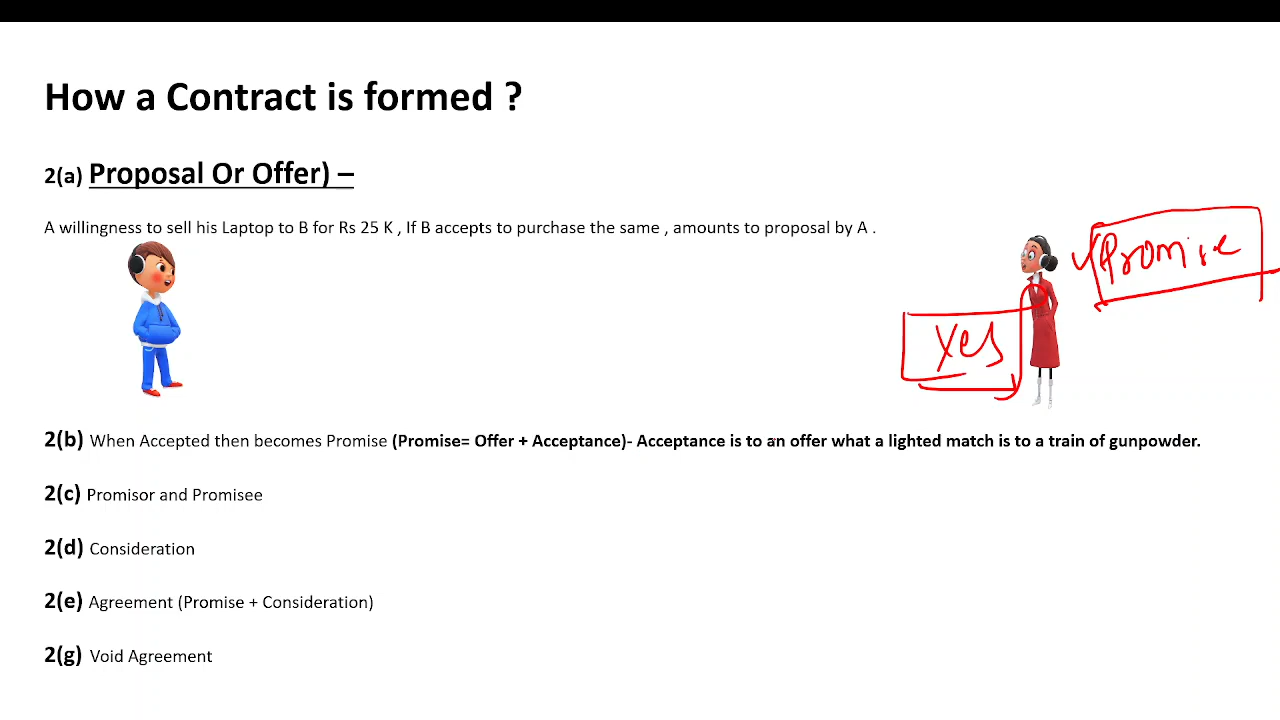 How a Contract is formed ?
2(a) Proposal Or Offer) –
A willingness to sell his Laptop to B for Rs 25 K , If B accepts to purchase the same , amounts to proposal by A .
Promise
Yes
2(b) When Accepted then becomes Promise (Promise= Offer + Acceptance)- Acceptance is to an offer what a lighted match is to a train of gunpowder.
2(c) Promisor and Promisee
2(d) Consideration
2(e) Agreement (Promise + Consideration)
2(g) Void Agreement